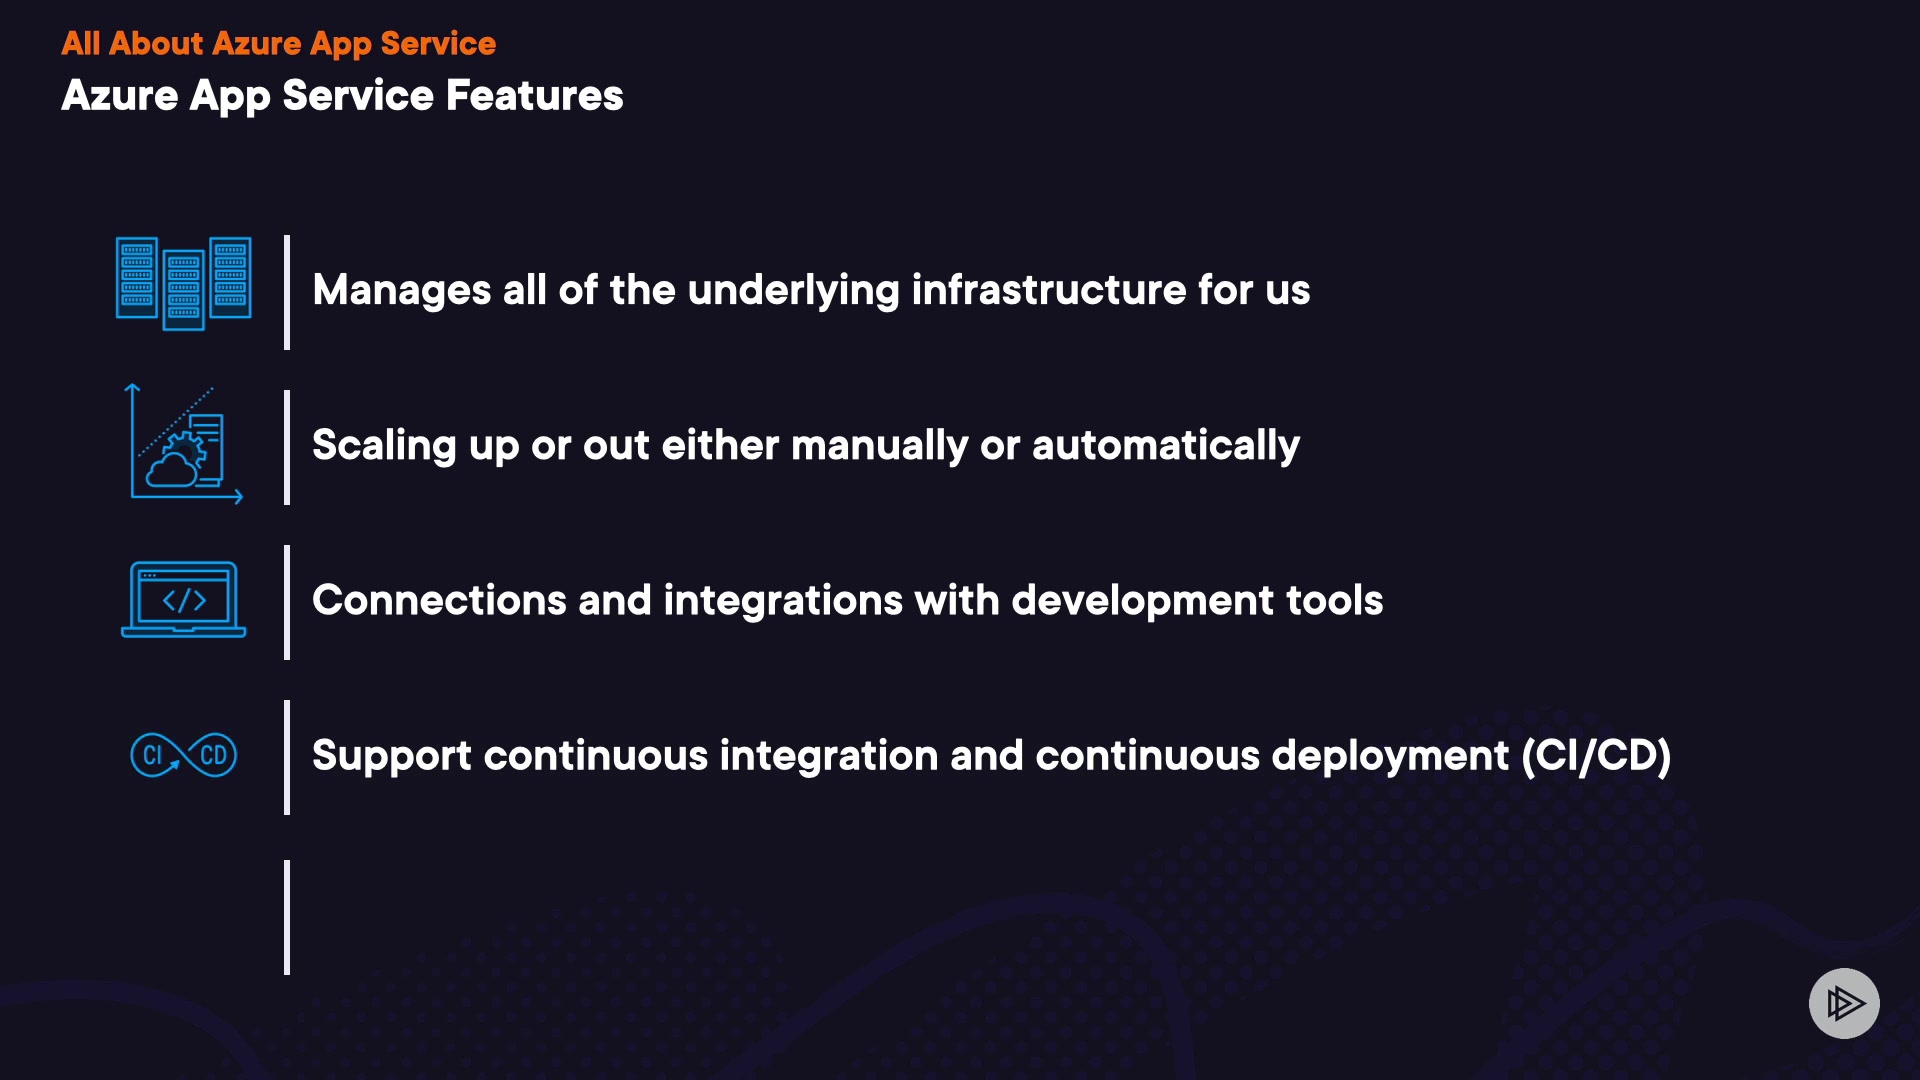 All About Azure App Service
Azure App Service Features
Manages all of the underlying infrastructure for us
Scaling up or out either manually or automatically
</>
Connections and integrations with development tools
CI CD
Support continuous integration and continuous deployment (CI/CD)